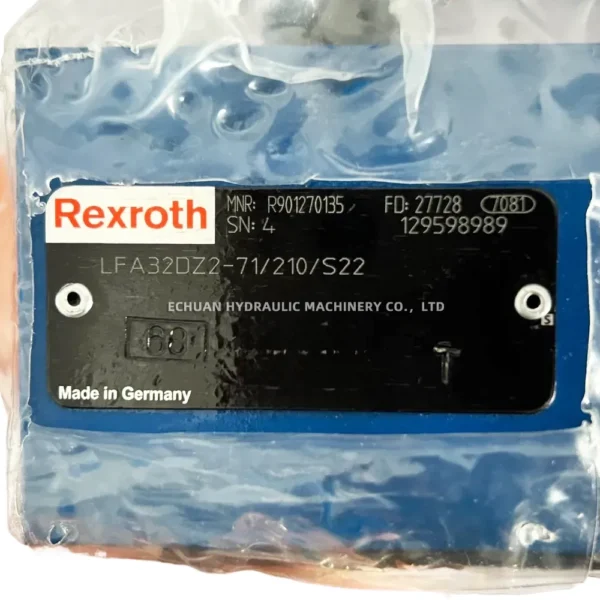 Rexroth
MNR: R901270135
FD: 27728 7081
SN: 4
129598989
LFA32DZ2-71/210/S22
ECHUAN HYDRAULIC MACHINERY CO., LTD
60
Made in Germany
S